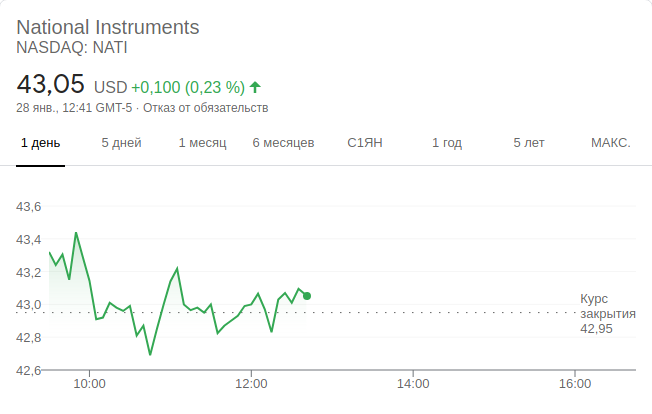 National Instruments
NASDAQ: NATI
43,05 USD +0,100 (0,23 %)
28 янв., 12:41 GMT-5 · Отказ от обязательств
1 день 5 дней 1 месяц 6 месяцев С1ЯН 1 год 5 лет МАКС.
43,6
43,4
43,2
43,0
42,8
42,6
Курс
закрытия
42,95
10:00 12:00 14:00 16:00